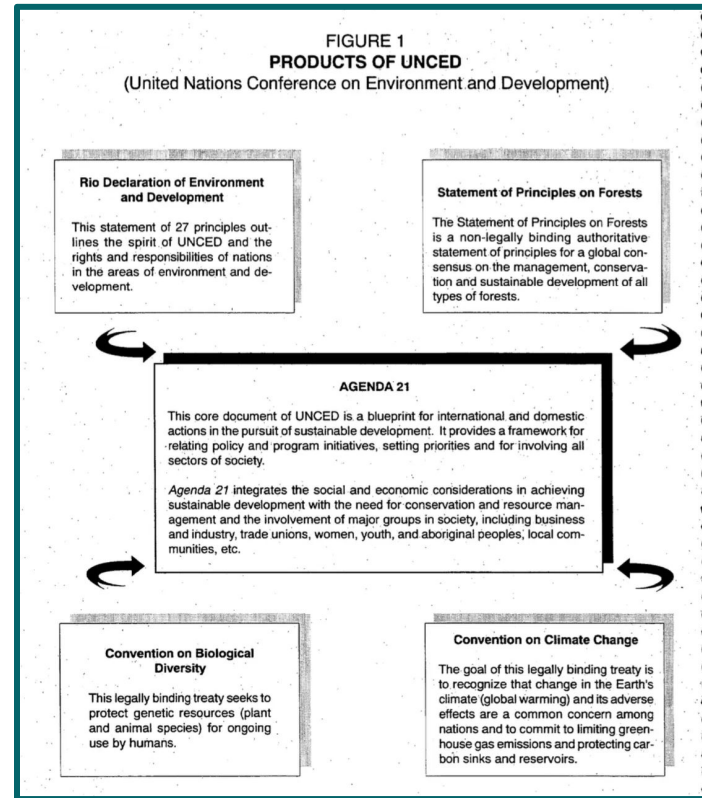 FIGURE 1
PRODUCTS OF UNCED
(United Nations Conference on Environment and Development)
Rio Declaration of Environment
and Development
This statement of 27 principles out-
lines the spirit of UNCED and the
rights and responsibilities of nations
in the areas of environment and de-
velopment.
Statement of Principles on Forests
The Statement of Principles on Forests
is a non-legally binding authoritative
statement of principles for a global con-
sensus on the management, conserva-
tion and sustainable development of all
types of forests.
AGENDA 21
This core document of UNCED is a blueprint for international and domestic
actions in the pursuit of sustainable development. It provides a framework for
relating policy and program initiatives, setting priorities and for involving all
sectors of society.
Agenda 21 integrates the social and economic considerations in achieving
sustainable development with the need for conservation and resource man-
agement and the involvement of major groups in society, including business
and industry, trade unions, women, youth, and aboriginal peoples, local com-
munities, etc.
Convention on Biological
Diversity
This legally binding treaty seeks to
protect genetic resources (plant
and animal species) for ongoing
use by humans.
Convention on Climate Change
The goal of this legally binding treaty is
to recognize that change in the Earth's
climate (global warming) and its adverse
effects are a common concern among
nations and to commit to limiting green-
house gas emissions and protecting car-
bon sinks and reservoirs.